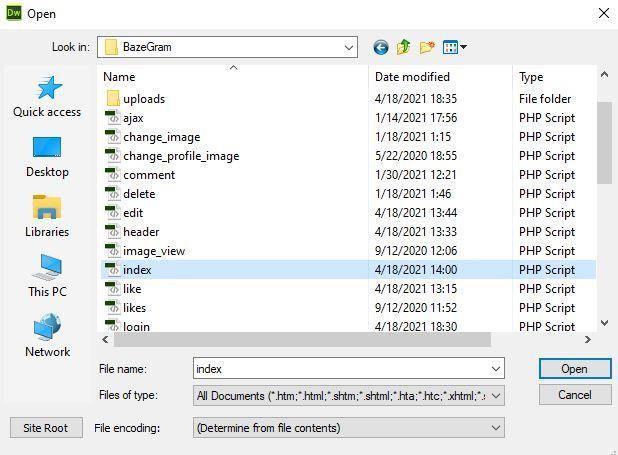 Dw Open
Look in: BazeGram
Name Date modified Type
uploads 4/18/2021 18:35 File folder
ajax 1/14/2021 17:56 PHP Script
change_image 1/18/2021 1:15 PHP Script
change_profile_image 5/22/2020 18:55 PHP Script
comment 1/30/2021 12:21 PHP Script
delete 1/18/2021 1:46 PHP Script
edit 4/18/2021 13:44 PHP Script
header 4/18/2021 13:33 PHP Script
image_view 9/12/2020 12:06 PHP Script
index 4/18/2021 14:00 PHP Script
like 4/18/2021 13:15 PHP Script
likes 9/12/2020 11:52 PHP Script
login 4/18/2021 18:30 PHP Script
Quick access
Desktop
Libraries
This PC
Network
File name: index Open
Files of type: All Documents (*.htm;*.html;*.shtm;*.shtml;*.hta;*.htc;*.xhtml;*.s Cancel
Site Root File encoding: (Determine from file contents)